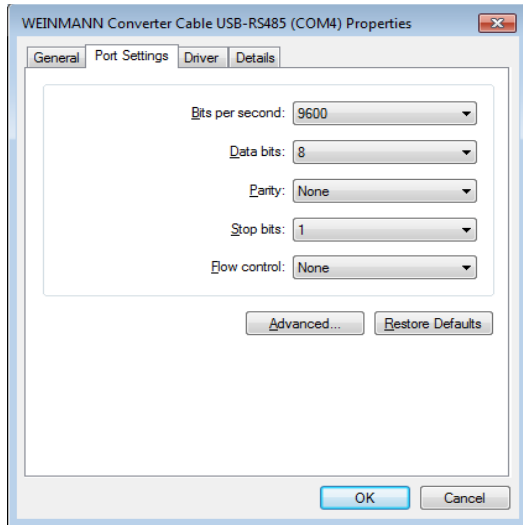 WEINMANN Converter Cable USB-RS485 (COM4) Properties
General Port Settings Driver Details
Bits per second: 9600
Data bits: 8
Parity: None
Stop bits: 1
Flow control: None
Advanced... Restore Defaults
OK Cancel